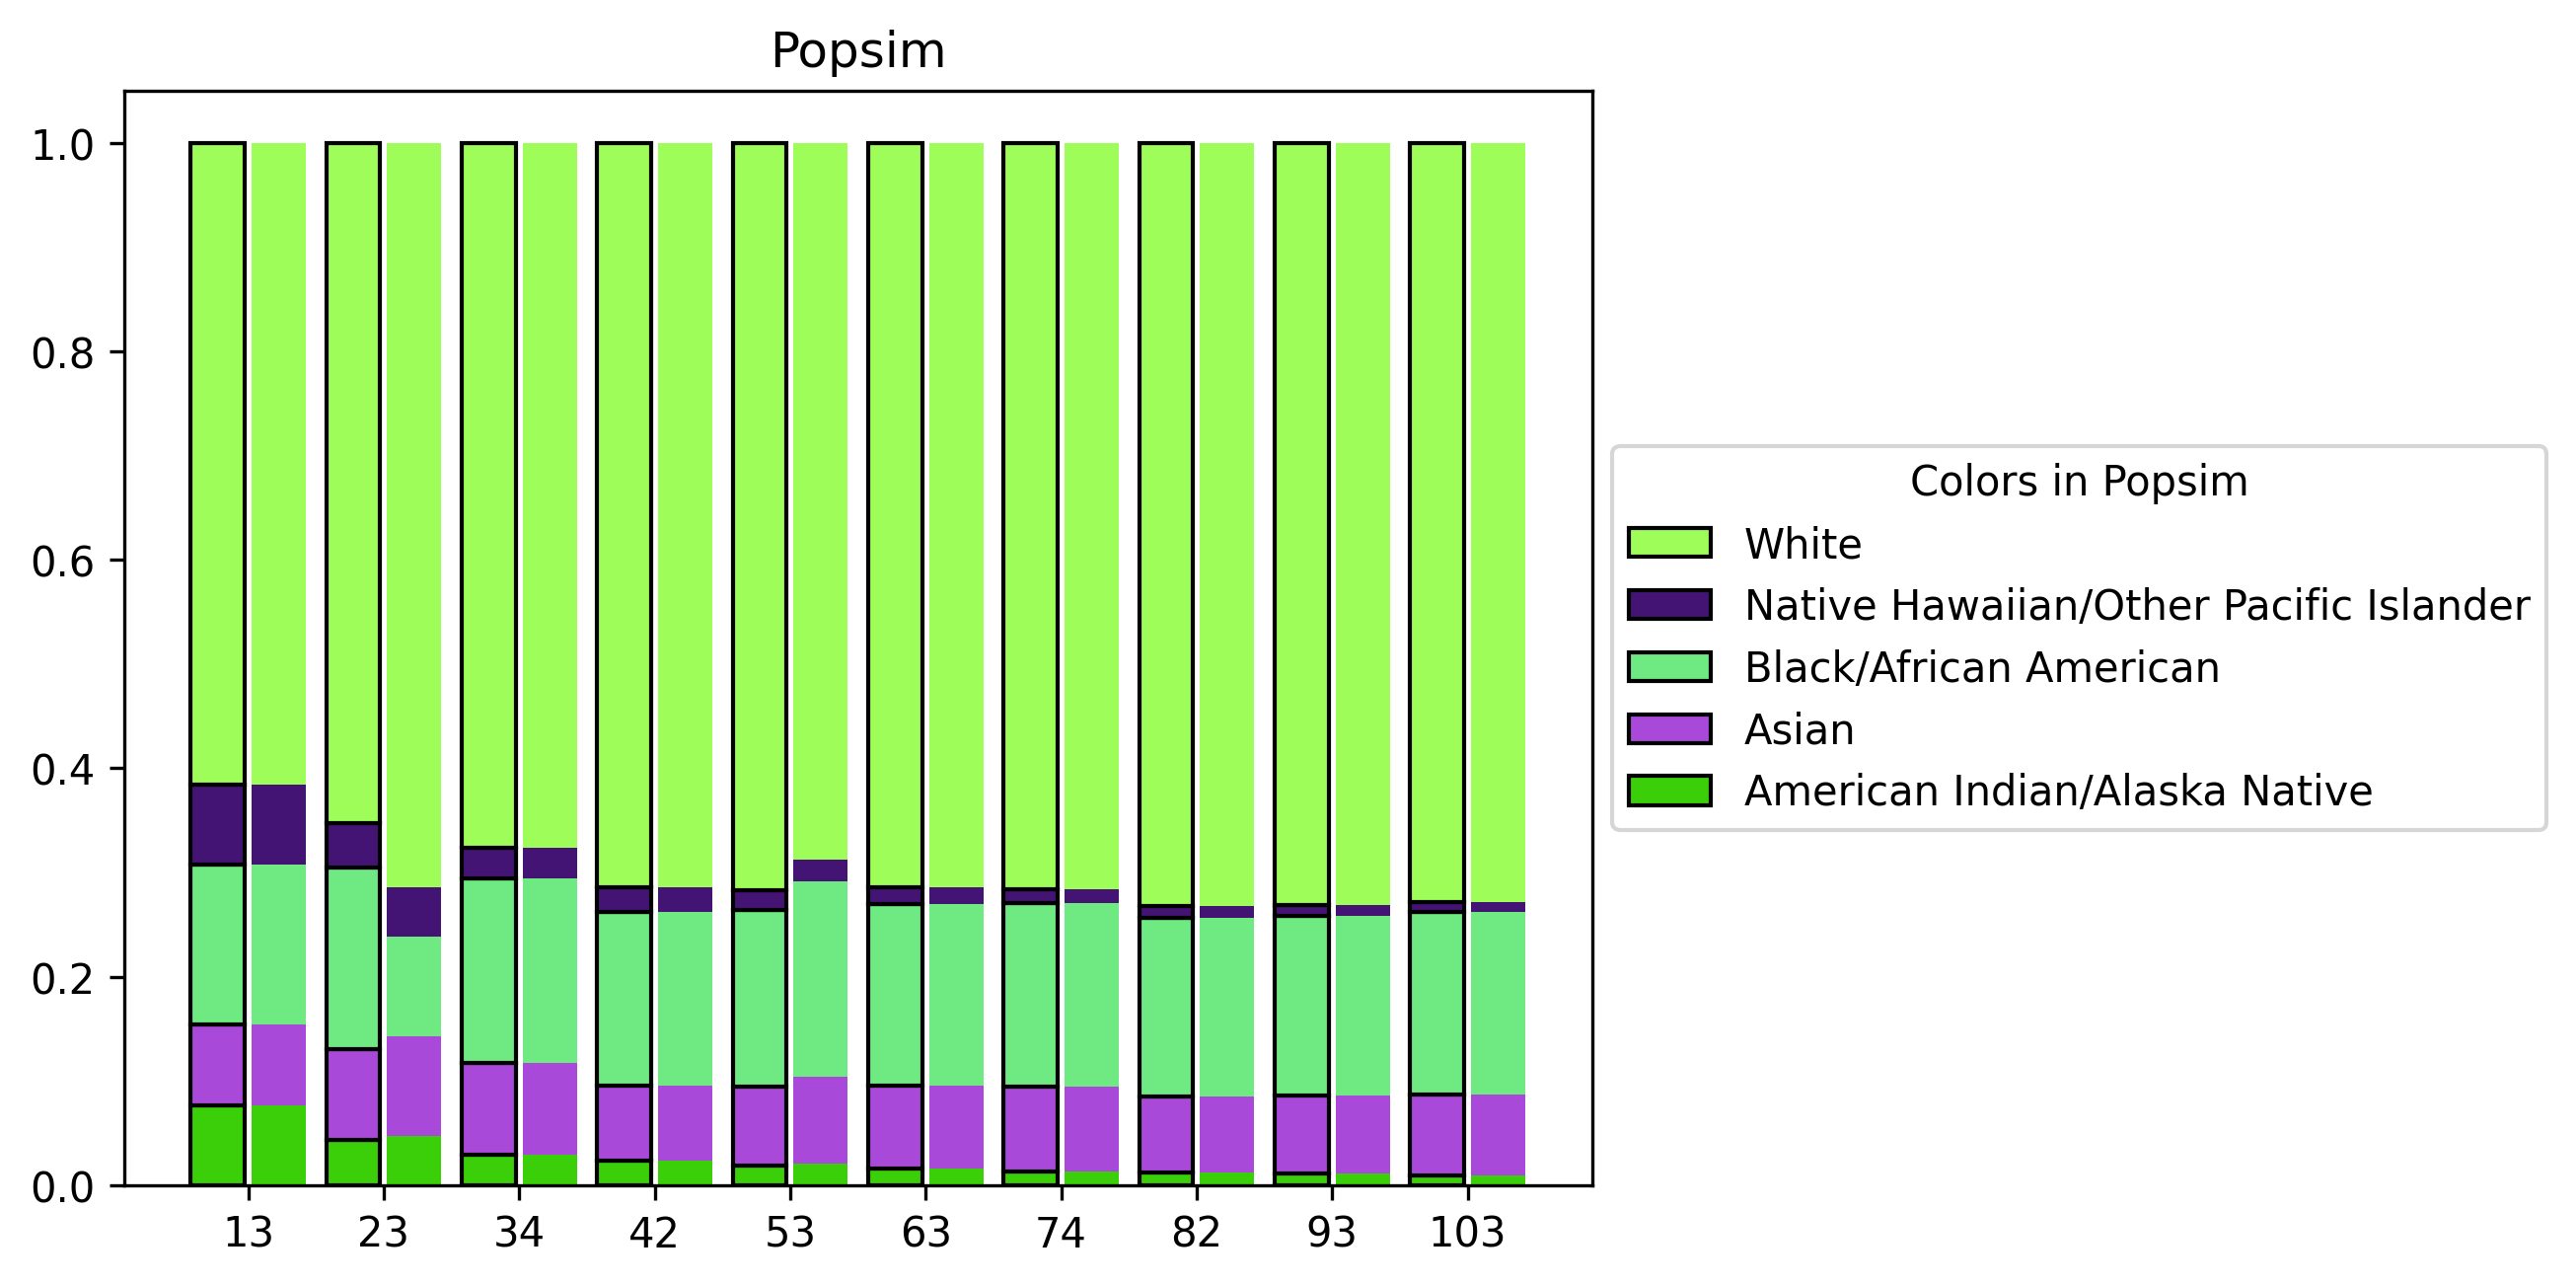 Popsim
1.0
0.8
0.6
0.4
0.2
0.0
13 23 34 42 53 63 74 82 93 103
Colors in Popsim
White
Native Hawaiian/Other Pacific Islander
Black/African American
Asian
American Indian/Alaska Native